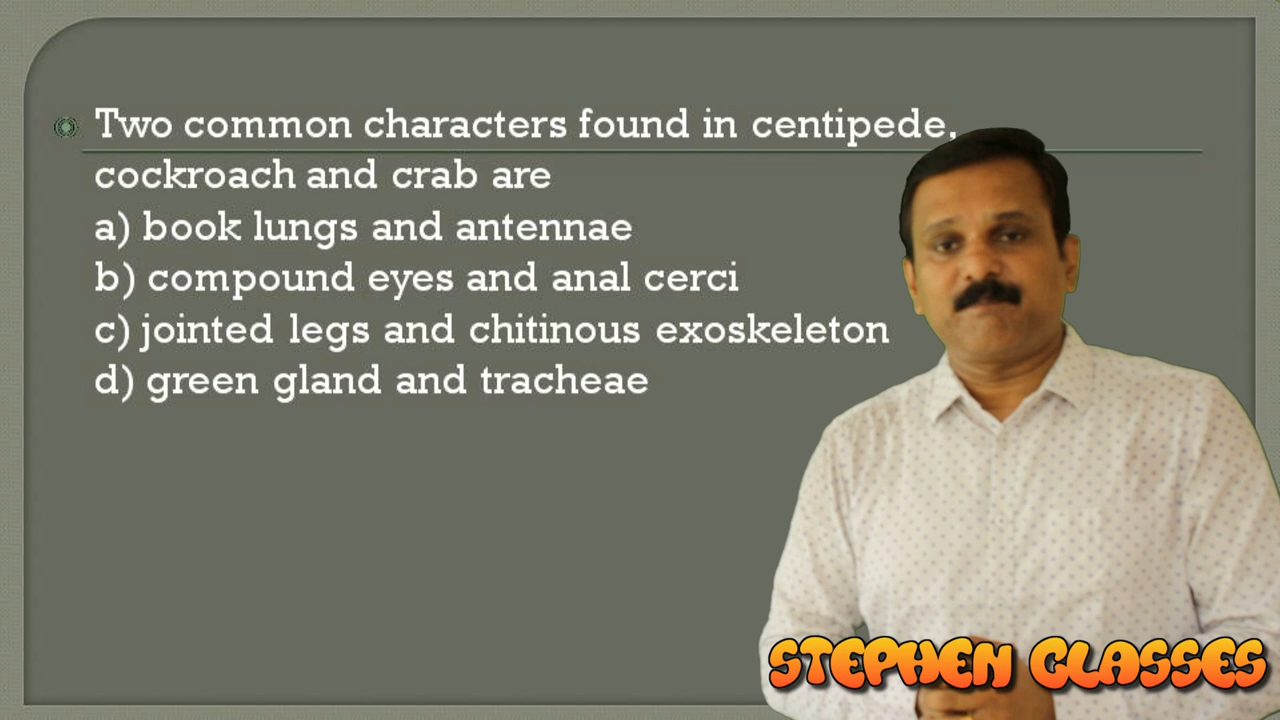 Two common characters found in centipede,
cockroach and crab are
a) book lungs and antennae
b) compound eyes and anal cerci
c) jointed legs and chitinous exoskeleton
d) green gland and tracheae
STEPHEN CLASSES